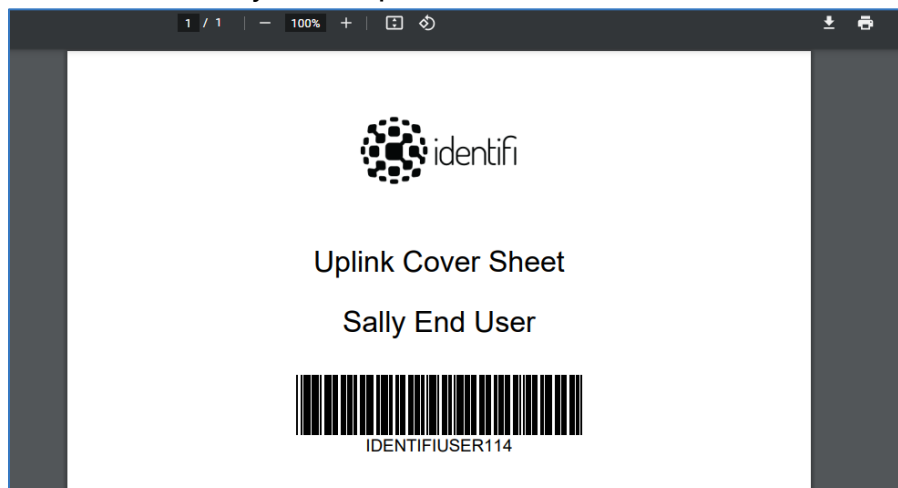 1 / 1 100%
identifi
Uplink Cover Sheet
Sally End User
IDENTIFIUSER114